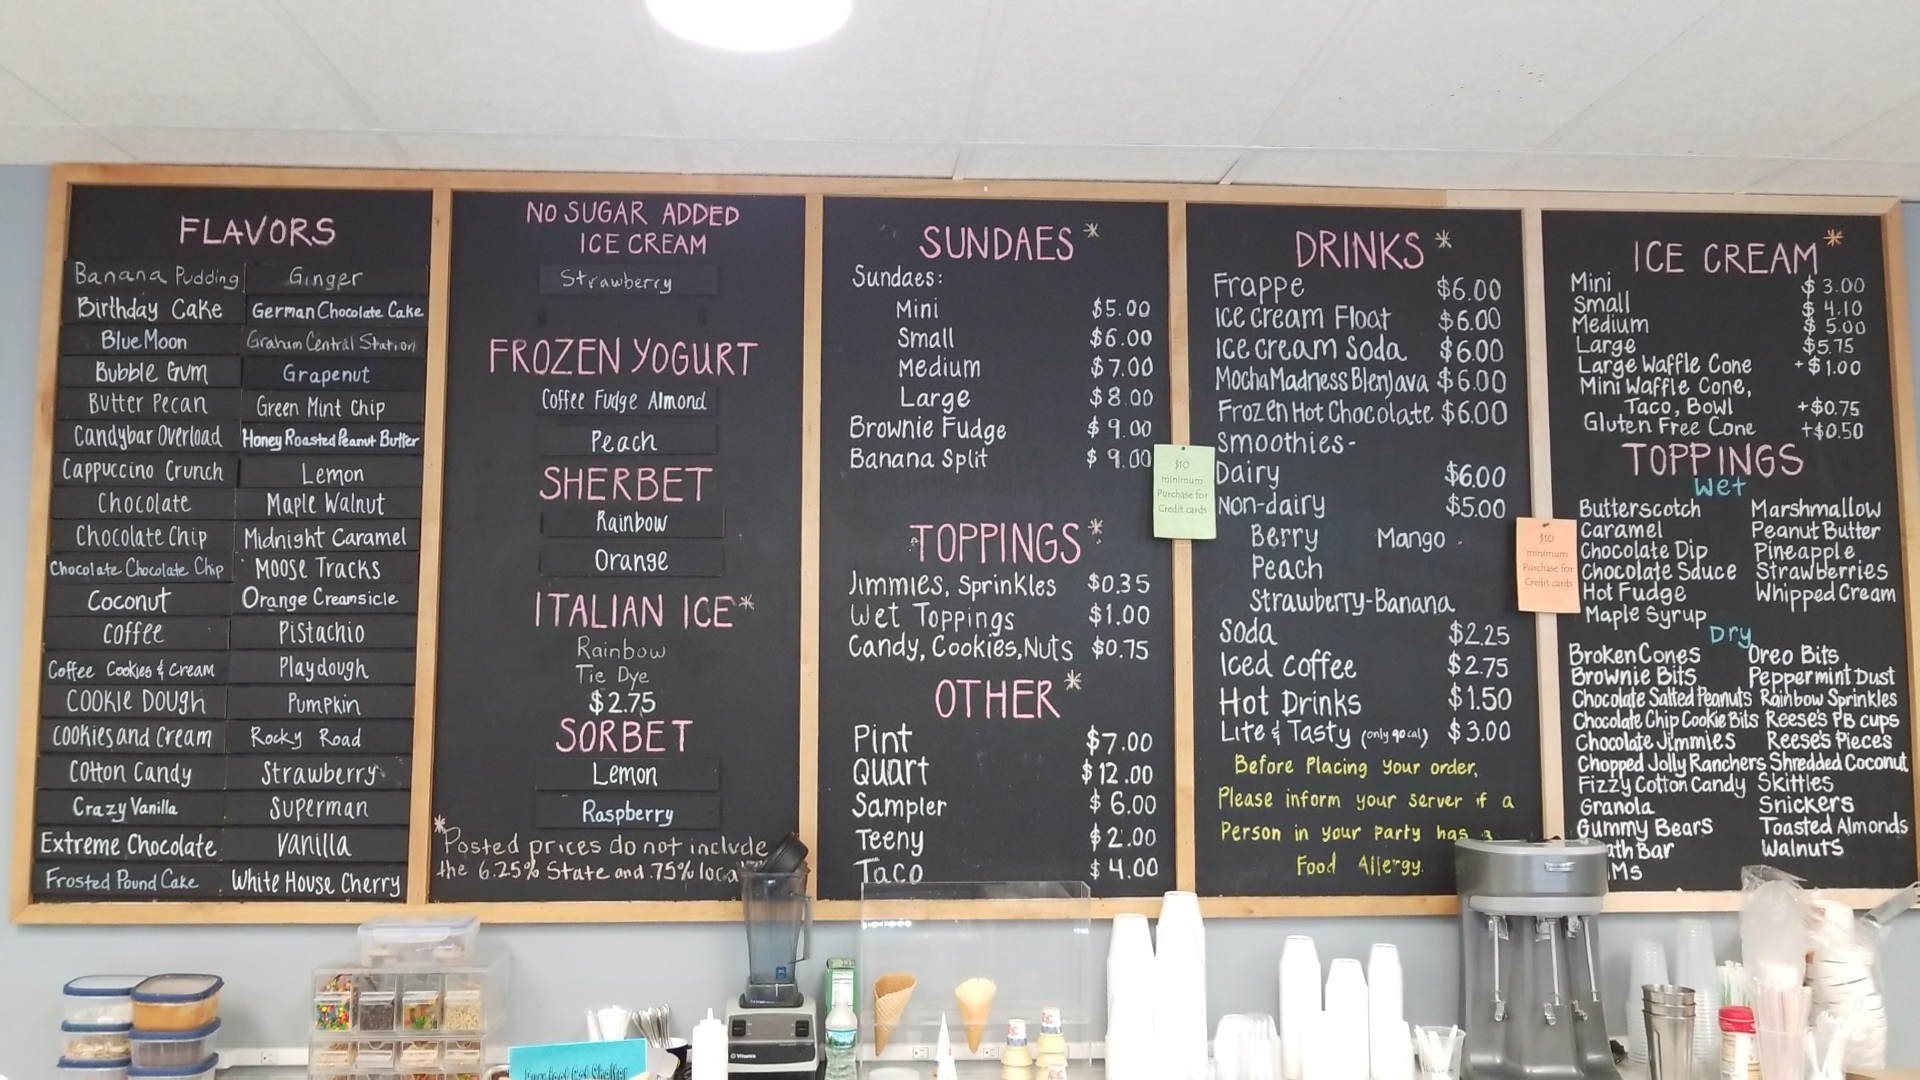 FLAVORS
Banana Pudding
Birthday Cake
Blue Moon
Bubble Gum
Butter Pecan
Candybar Overload
Cappuccino Crunch
Chocolate
Chocolate Chip
Chocolate Chocolate Chip
Coconut
Coffee
Coffee Cookies & Cream
COOKIE DOUGH
Cookies and Cream
Cotton Candy
Crazy Vanilla
Extreme Chocolate
Frosted Pound Cake
Ginger
German Chocolate Cake
Graham Central Station
Grapenut
Green Mint Chip
Honey Roasted Peanut Butter
Lemon
Maple Walnut
Midnight Caramel
Moose Tracks
Orange Creamsicle
Pistachio
Playdough
Pumpkin
Rocky Road
Strawberry
Superman
Vanilla
White House Cherry
NO SUGAR ADDED
ICE CREAM
Strawberry
FROZEN YOGURT
Coffee Fudge Almond
Peach
SHERBET
Rainbow
Orange
ITALIAN ICE*
Rainbow
Tie Dye
$2.75
SORBET
Lemon
Raspberry
*Posted prices do not include
the 6.25% State and .75% loca
SUNDAES*
Sundaes:
Mini $5.00
Small $6.00
Medium $7.00
Large $8.00
Brownie Fudge $9.00
Banana Split $9.00
TOPPINGS*
Jimmies, Sprinkles $0.35
Wet Toppings $1.00
Candy, Cookies, Nuts $0.75
OTHER*
Pint $7.00
Quart $12.00
Sampler $6.00
Teeny $2.00
Taco $4.00
$10
minimum
Purchase for
Credit cards
DRINKS*
Frappe $6.00
Ice cream Float $6.00
Ice cream Soda $6.00
Mocha Madness Blenjava $6.00
Frozen Hot Chocolate $6.00
Smoothies-
Dairy $6.00
Non-dairy $5.00
Berry Mango
Peach
Strawberry-Banana
Soda $2.25
Iced Coffee $2.75
Hot Drinks $1.50
Lite & Tasty (only 90 cal) $3.00
Before Placing your order,
Please inform your server if a
Person in your party has a
Food Allergy.
$10
minimum
Purchase for
Credit cards
ICE CREAM*
Mini $3.00
Small $4.10
Medium $5.00
Large $5.75
Large Waffle Cone +$1.00
Mini Waffle Cone,
Taco, Bowl +$0.75
Gluten Free Cone +$0.50
TOPPINGS
Wet
Butterscotch
Caramel
Chocolate Dip
Chocolate Sauce
Hot Fudge
Maple Syrup
Marshmallow
Peanut Butter
Pineapple
Strawberries
Whipped Cream
Dry
Broken Cones
Brownie Bits
Chocolate Salted Peanuts
Chocolate Chip Cookie Bits
Chocolate Jimmies
Chopped Jolly Ranchers
Fizzy Cotton Candy
Granola
Gummy Bears
ath Bar
Ms
Oreo Bits
Peppermint Dust
Rainbow Sprinkles
Reese's PB cups
Reese's Pieces
Shredded Coconut
Skittles
Snickers
Toasted Almonds
Walnuts
Vitamix